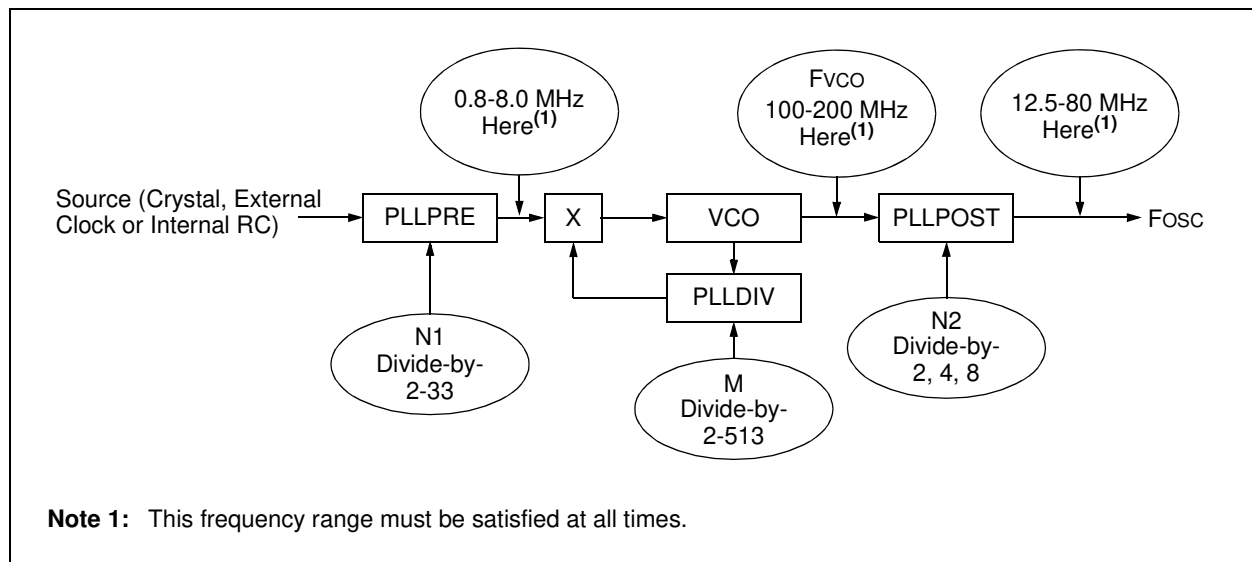 0.8-8.0 MHz
Here(1)
FVCO
100-200 MHz
Here(1)
12.5-80 MHz
Here(1)
Source (Crystal, External
Clock or Internal RC)
PLLPRE
X
VCO
PLLPOST
FOSC
PLLDIV
N1
Divide-by-
2-33
M
Divide-by-
2-513
N2
Divide-by-
2, 4, 8
Note 1: This frequency range must be satisfied at all times.